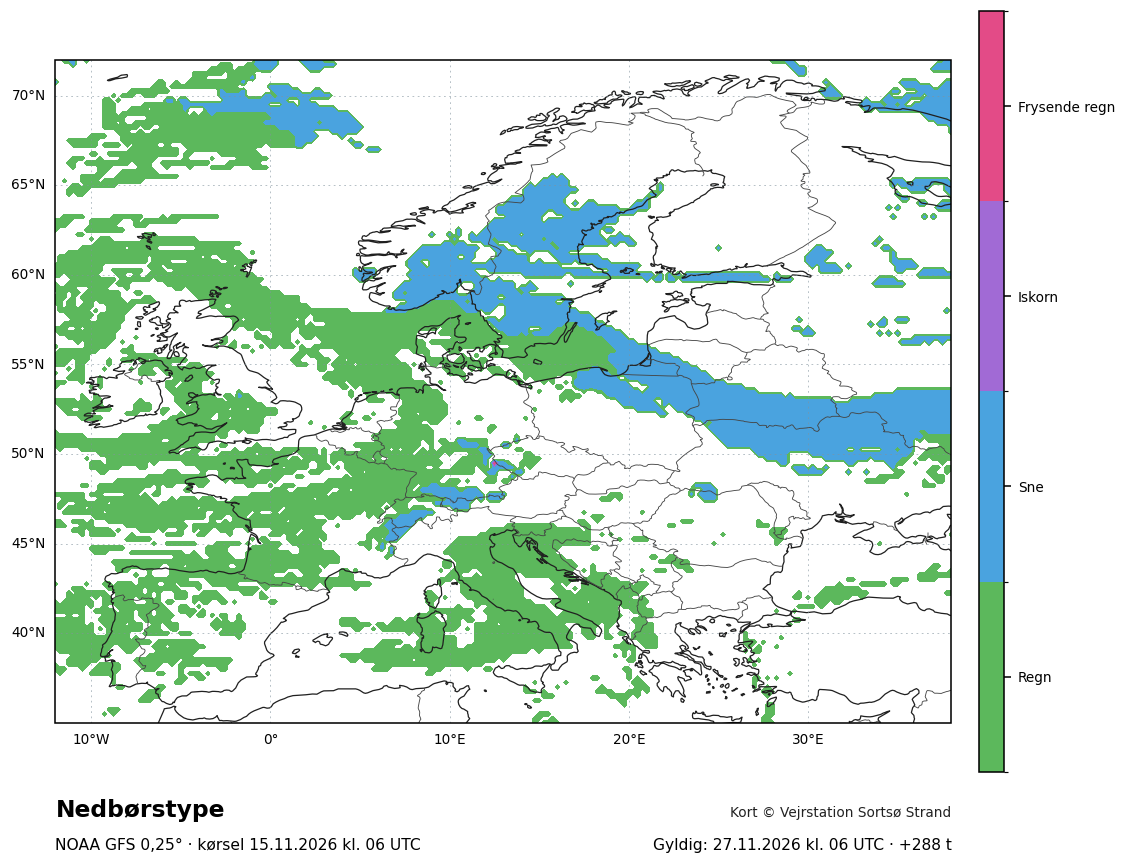 70°N
65°N
60°N
55°N
50°N
45°N
40°N
10°W
0°
10°E
20°E
30°E
Frysende regn
Iskorn
Sne
Regn
Nedbørstype
Kort © Vejrstation Sortsø Strand
NOAA GFS 0,25° · kørsel 15.11.2026 kl. 06 UTC
Gyldig: 27.11.2026 kl. 06 UTC · +288 t